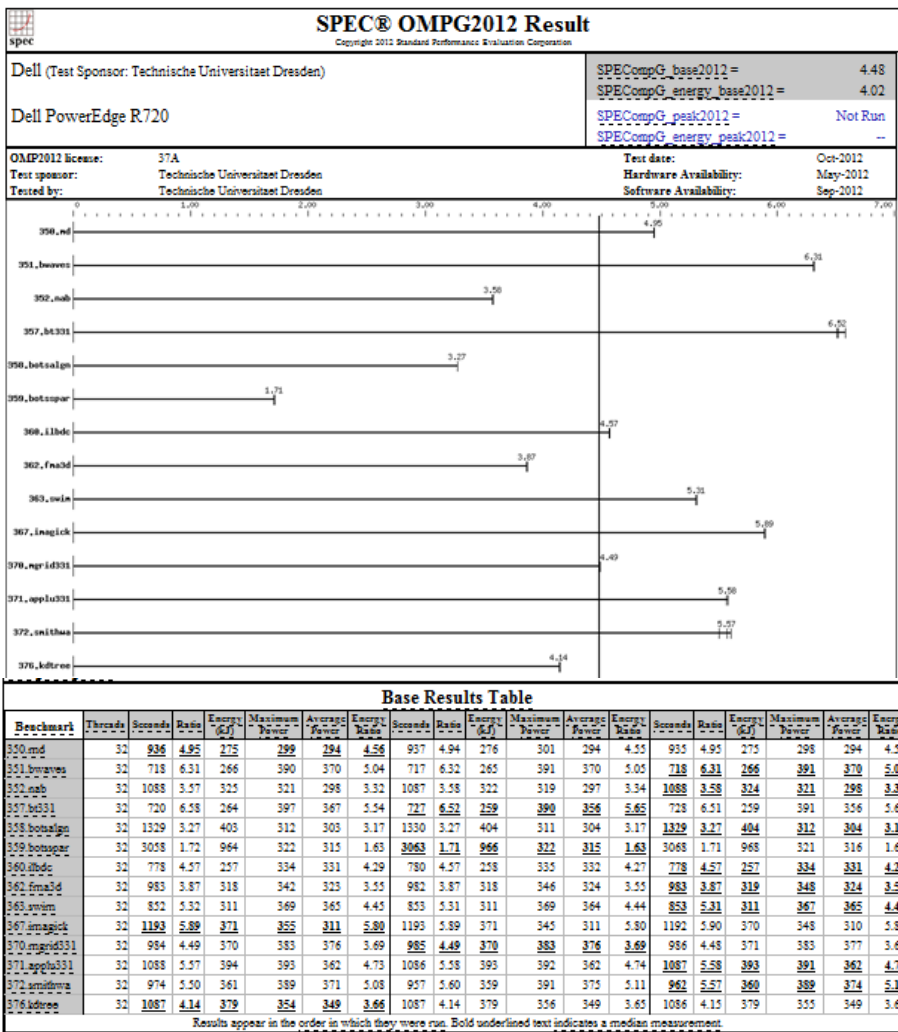 spec
SPEC® OMPG2012 Result
Copyright 2012 Standard Performance Evaluation Corporation
Dell (Test Sponsor: Technische Universitaet Dresden)
Dell PowerEdge R720
SPECompG_base2012 = 4.48
SPECompG_energy_base2012 = 4.02
SPECompG_peak2012 = Not Run
SPECompG_energy_peak2012 = --
OMP2012 license: 37A Test date: Oct-2012
Test sponsor: Technische Universitaet Dresden Hardware Availability: May-2012
Tested by: Technische Universitaet Dresden Software Availability: Sep-2012
0 1.00 2.00 3.00 4.00 5.00 6.00 7.00
350.md 4.95
351.bwaves 6.31
352.nab 3.58
357.bt331 6.52
358.botsalgn 3.27
359.botsspar 1.71
360.ilbdc 4.57
362.fma3d 3.87
363.swim 5.31
367.imagick 5.89
370.mgrid331 4.49
371.applu331 5.58
372.smithwa 5.57
376.kdtree 4.14
Base Results Table
Benchmark Threads Seconds Ratio Energy (kJ) Maximum Power Average Power Energy Ratio Seconds Ratio Energy (kJ) Maximum Power Average Power Energy Ratio Seconds Ratio Energy (kJ) Maximum Power Average Power
350.md 32 936 4.95 275 299 294 4.56 937 4.94 276 301 294 4.55 935 4.95 275 298 294
351.bwaves 32 718 6.31 266 390 370 5.04 717 6.32 265 391 370 5.05 718 6.31 266 391 370
352.nab 32 1088 3.57 325 321 298 3.32 1087 3.58 322 319 297 3.34 1088 3.58 324 321 298
357.bt331 32 720 6.58 264 397 367 5.54 727 6.52 259 390 356 5.65 728 6.51 259 391 356
358.botsalgn 32 1329 3.27 403 312 303 3.17 1330 3.27 404 311 304 3.17 1329 3.27 404 312 304
359.botsspar 32 3058 1.72 964 322 315 1.63 3063 1.71 966 322 315 1.63 3068 1.71 968 321 316
360.ilbdc 32 778 4.57 257 334 331 4.29 780 4.57 258 335 332 4.27 778 4.57 257 334 331
362.fma3d 32 983 3.87 318 342 323 3.55 982 3.87 318 346 324 3.55 983 3.87 319 348 324
363.swim 32 852 5.32 311 369 365 4.45 853 5.31 311 369 364 4.44 853 5.31 311 367 365
367.imagick 32 1193 5.89 371 355 311 5.80 1193 5.89 371 345 311 5.80 1192 5.90 370 348 310
370.mgrid331 32 984 4.49 370 383 376 3.69 985 4.49 370 383 376 3.69 986 4.48 371 383 377
371.applu331 32 1088 5.57 394 393 362 4.73 1086 5.58 393 392 362 4.74 1087 5.58 393 391 362
372.smithwa 32 974 5.50 361 389 371 5.08 957 5.60 359 391 375 5.11 962 5.57 360 389 374
376.kdtree 32 1087 4.14 379 354 349 3.66 1087 4.14 379 356 349 3.65 1086 4.15 379 355 349
Results appear in the order in which they were run. Bold underlined text indicates a median measurement.